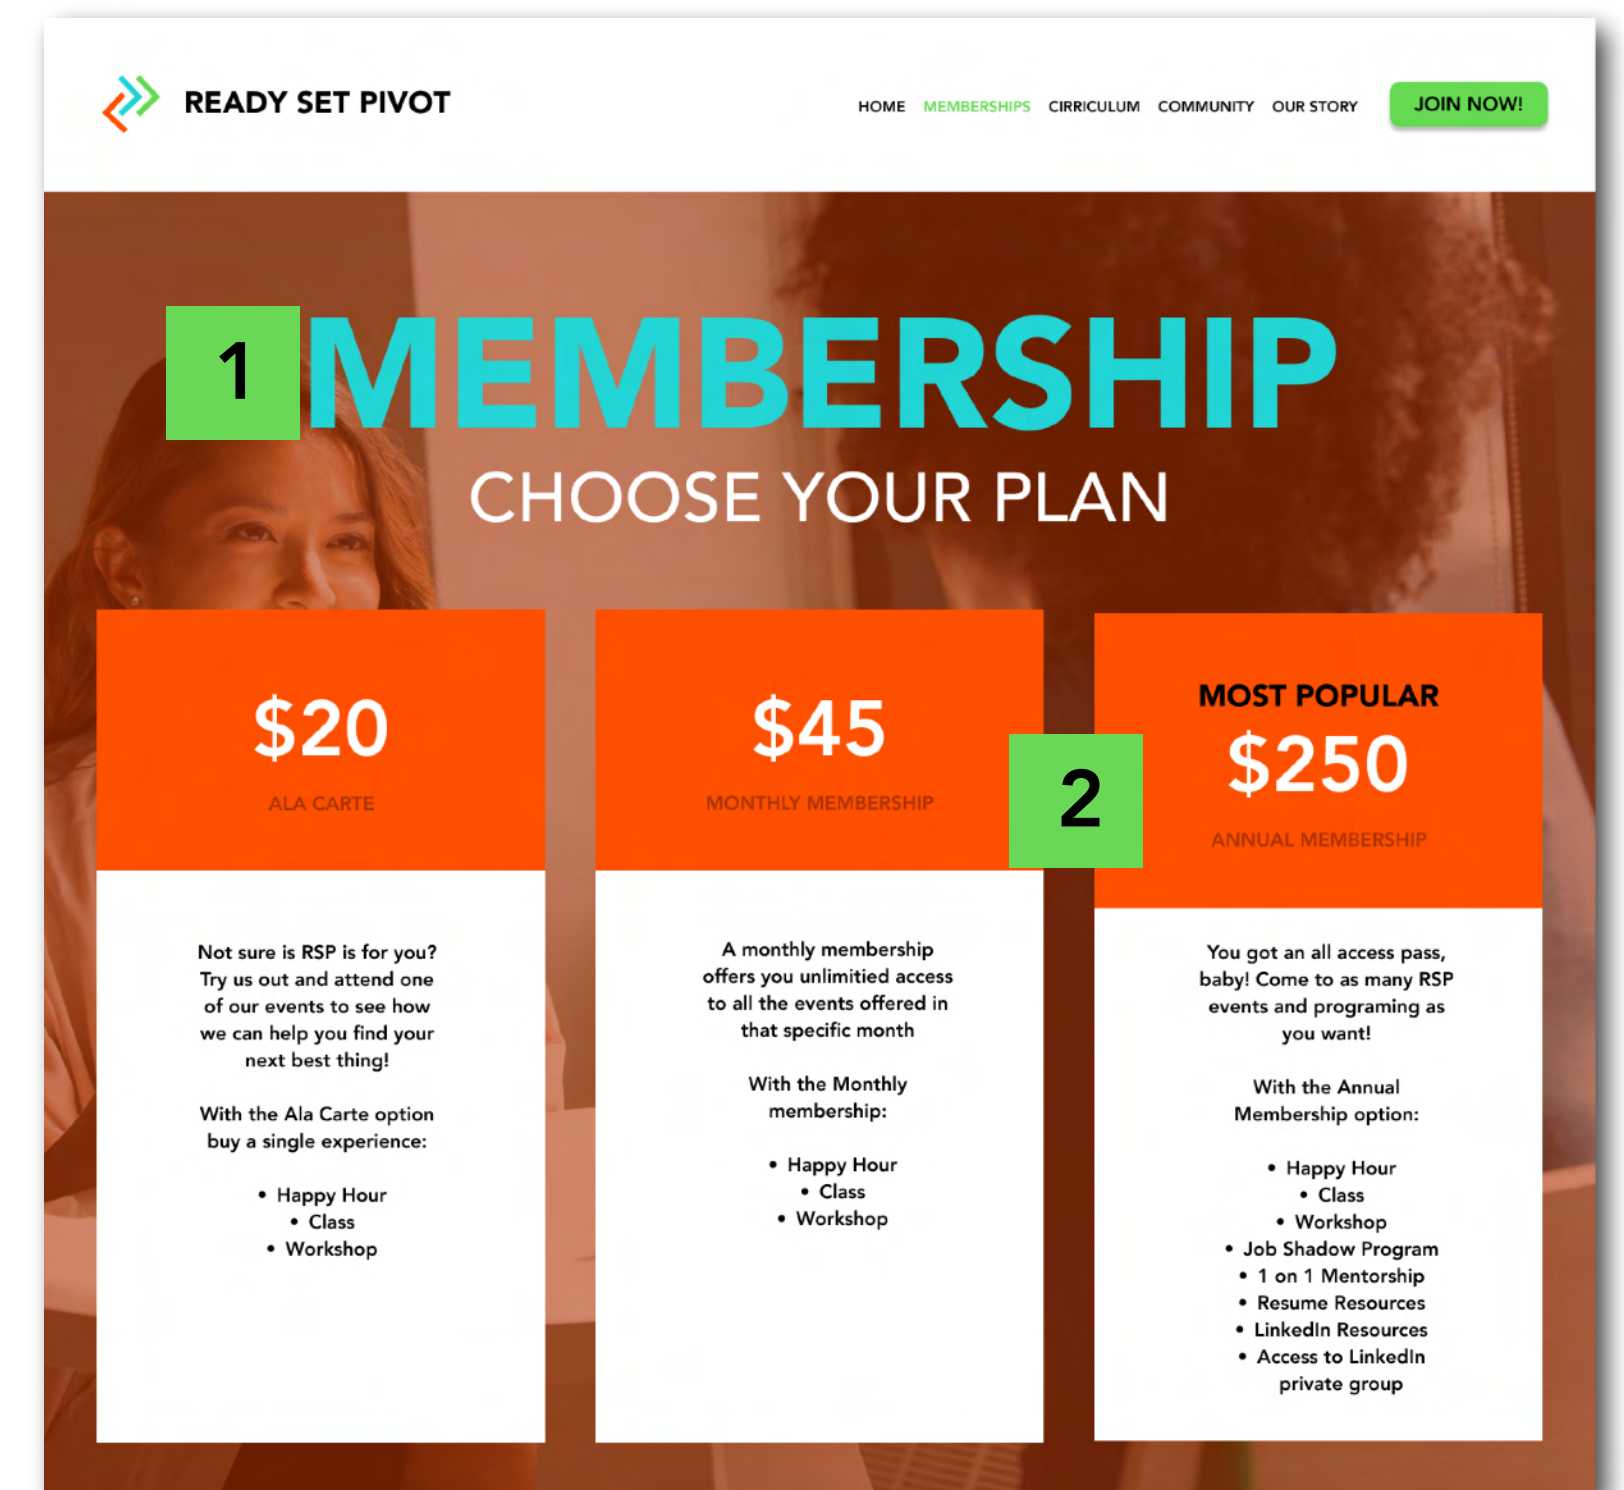 READY SET PIVOT
HOME MEMBERSHIPS CIRRICULUM COMMUNITY OUR STORY JOIN NOW!
1
MEMBERSHIP
CHOOSE YOUR PLAN
$20
ALA CARTE
Not sure is RSP is for you?
Try us out and attend one
of our events to see how
we can help you find your
next best thing!
With the Ala Carte option
buy a single experience:
• Happy Hour
• Class
• Workshop
$45
MONTHLY MEMBERSHIP
A monthly membership
offers you unlimitied access
to all the events offered in
that specific month
With the Monthly
membership:
• Happy Hour
• Class
• Workshop
2
MOST POPULAR
$250
ANNUAL MEMBERSHIP
You got an all access pass,
baby! Come to as many RSP
events and programing as
you want!
With the Annual
Membership option:
• Happy Hour
• Class
• Workshop
• Job Shadow Program
• 1 on 1 Mentorship
• Resume Resources
• LinkedIn Resources
• Access to LinkedIn
private group